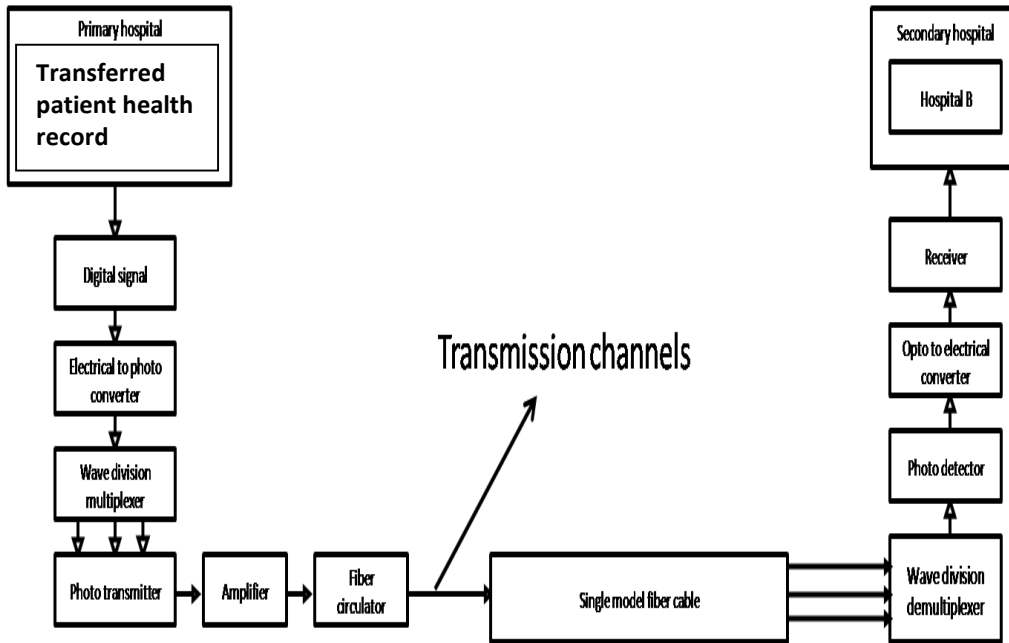 Primary hospital
Transferred
patient health
record
Digital signal
Electrical to photo
converter
Wave division
multiplexer
Photo transmitter
Amplifier
Fiber
circulator
Transmission channels
Single model fiber cable
Wave division
demultiplexer
Photo detector
Opto to electrical
converter
Receiver
Secondary hospital
Hospital B